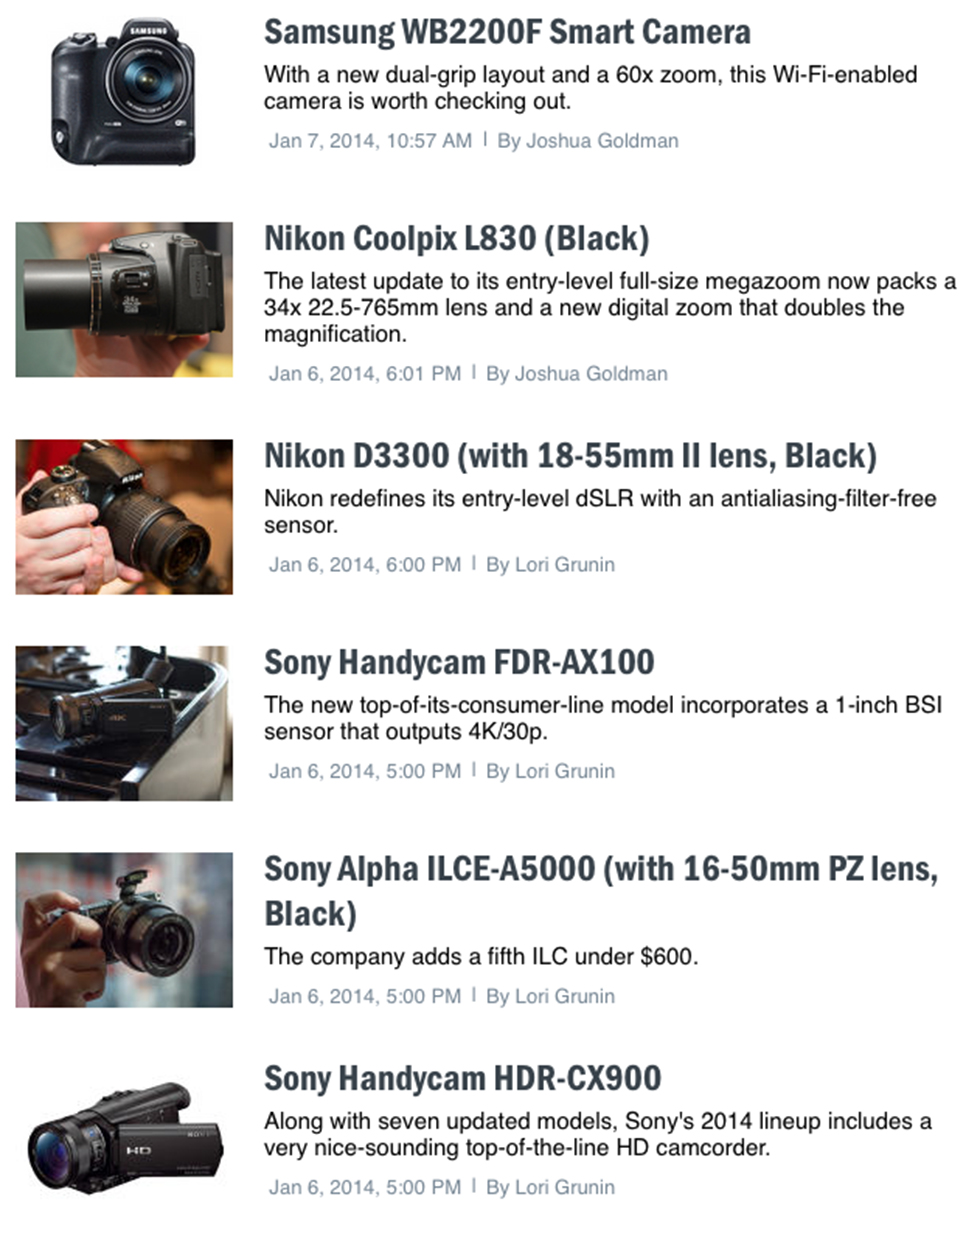 SAMSUNG
Samsung WB2200F Smart Camera
With a new dual-grip layout and a 60x zoom, this Wi-Fi-enabled
camera is worth checking out.
Jan 7, 2014, 10:57 AM | By Joshua Goldman
34x
Nikon Coolpix L830 (Black)
The latest update to its entry-level full-size megazoom now packs a
34x 22.5-765mm lens and a new digital zoom that doubles the
magnification.
Jan 6, 2014, 6:01 PM | By Joshua Goldman
Nikon
Nikon D3300 (with 18-55mm II lens, Black)
Nikon redefines its entry-level dSLR with an antialiasing-filter-free
sensor.
Jan 6, 2014, 6:00 PM | By Lori Grunin
4K
Sony Handycam FDR-AX100
The new top-of-its-consumer-line model incorporates a 1-inch BSI
sensor that outputs 4K/30p.
Jan 6, 2014, 5:00 PM | By Lori Grunin
Sony Alpha ILCE-A5000 (with 16-50mm PZ lens,
Black)
The company adds a fifth ILC under $600.
Jan 6, 2014, 5:00 PM | By Lori Grunin
SONY
HD
Sony Handycam HDR-CX900
Along with seven updated models, Sony's 2014 lineup includes a
very nice-sounding top-of-the-line HD camcorder.
Jan 6, 2014, 5:00 PM | By Lori Grunin